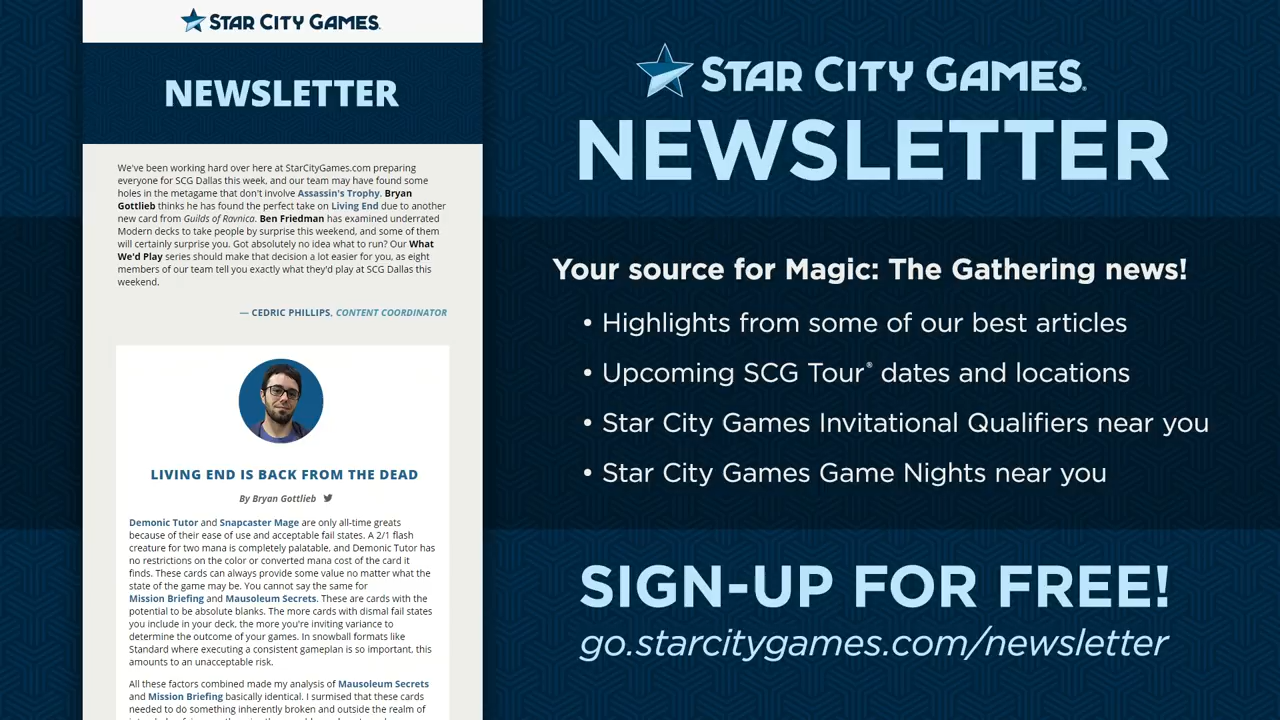 STAR CITY GAMES.
NEWSLETTER
We've been working hard over here at StarCityGames.com preparing
everyone for SCG Dallas this week, and our team may have found some
holes in the metagame that don't involve Assassin's Trophy. Bryan
Gottlieb thinks he has found the perfect take on Living End due to another
new card from Guilds of Ravnica. Ben Friedman has examined underrated
Modern decks to take people by surprise this weekend, and some of them
will certainly surprise you. Got absolutely no idea what to run? Our What
We'd Play series should make that decision a lot easier for you, as eight
members of our team tell you exactly what they'd play at SCG Dallas this
weekend.
— CEDRIC PHILLIPS, CONTENT COORDINATOR
LIVING END IS BACK FROM THE DEAD
By Bryan Gottlieb
Demonic Tutor and Snapcaster Mage are only all-time greats
because of their ease of use and acceptable fail states. A 2/1 flash
creature for two mana is completely palatable, and Demonic Tutor has
no restrictions on the color or converted mana cost of the card it
finds. These cards can always provide some value no matter what the
state of the game may be. You cannot say the same for
Mission Briefing and Mausoleum Secrets. These are cards with the
potential to be absolute blanks. The more cards with dismal fail states
you include in your deck, the more you're inviting variance to
determine the outcome of your games. In snowball formats like
Standard where executing a consistent gameplan is so important, this
amounts to an unacceptable risk.
All these factors combined made my analysis of Mausoleum Secrets
and Mission Briefing basically identical. I surmised that these cards
needed to do something inherently broken and outside the realm of
STAR CITY GAMES.
NEWSLETTER
Your source for Magic: The Gathering news!
• Highlights from some of our best articles
• Upcoming SCG Tour® dates and locations
• Star City Games Invitational Qualifiers near you
• Star City Games Game Nights near you
SIGN-UP FOR FREE!
go.starcitygames.com/newsletter